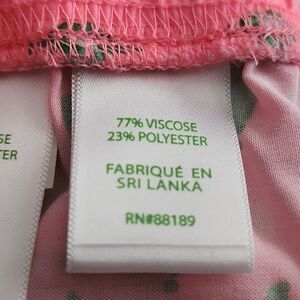 77% VISCOSE
23% POLYESTER
FABRIQUÉ EN
SRI LANKA
RN#88189